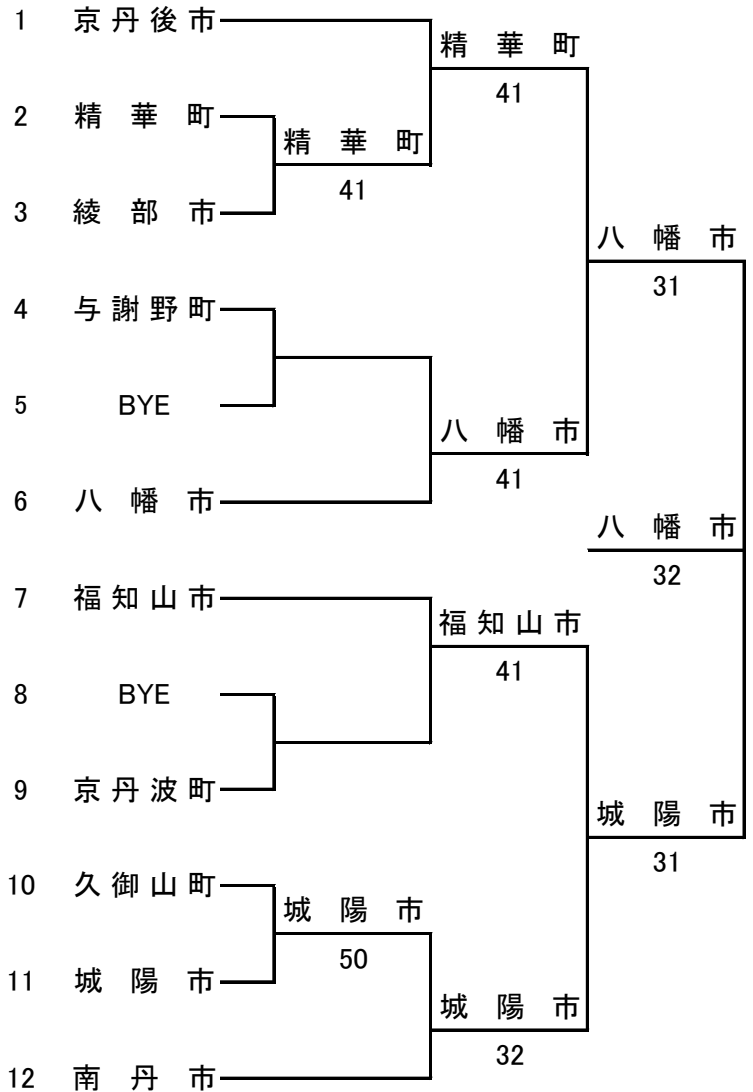 1 京丹後市
精華町
41
2 精華町
精華町
41
3 綾部市
八幡市
31
4 与謝野町
5 BYE
八幡市
41
6 八幡市
八幡市
32
7 福知山市
福知山市
41
8 BYE
9 京丹波町
城陽市
31
10 久御山町
城陽市
50
11 城陽市
城陽市
32
12 南丹市